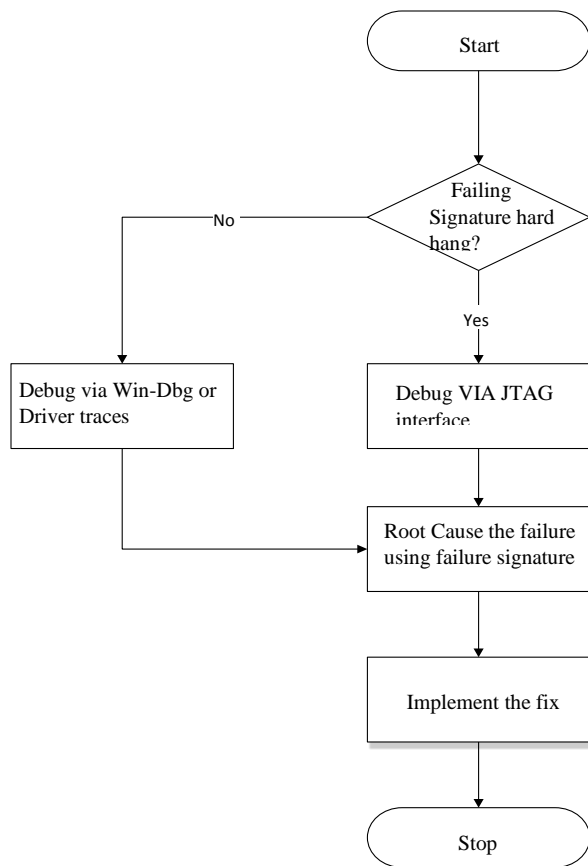 Start
Failing
Signature hard
hang?
No
Yes
Debug via Win-Dbg or
Driver traces
Debug VIA JTAG
interface
Root Cause the failure
using failure signature
Implement the fix
Stop